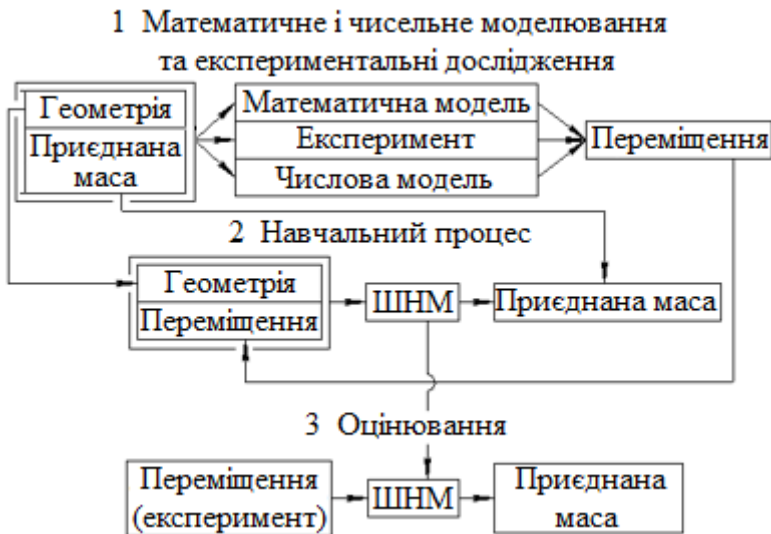 1 Математичне і чисельне моделювання
та експериментальні дослідження
Геометрія
Приєднана
маса
Математична модель
Експеримент
Числова модель
Переміщення
2 Навчальний процес
Геометрія
Переміщення
ШНМ
Приєднана маса
3 Оцінювання
Переміщення
(експеримент)
ШНМ
Приєднана
маса